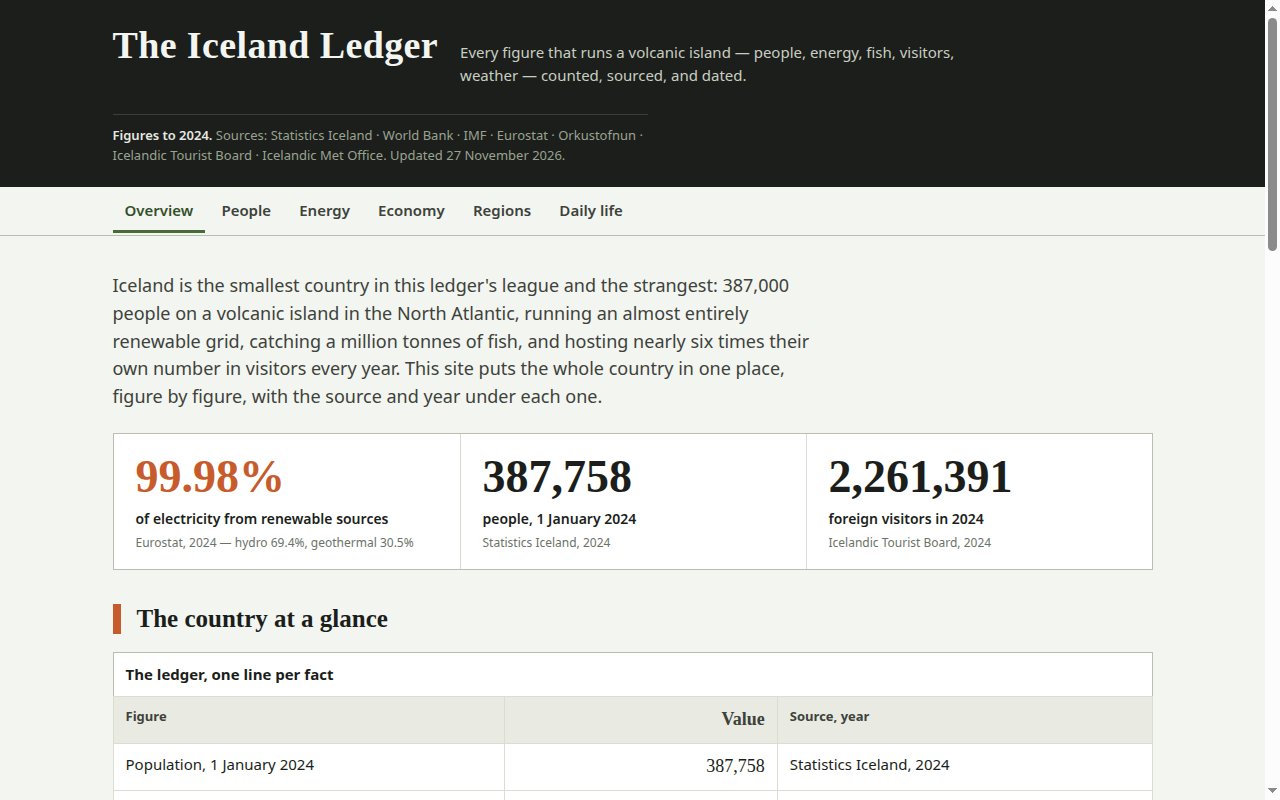 The Iceland Ledger
Every figure that runs a volcanic island — people, energy, fish, visitors,
weather — counted, sourced, and dated.
Figures to 2024. Sources: Statistics Iceland · World Bank · IMF · Eurostat · Orkustofnun ·
Icelandic Tourist Board · Icelandic Met Office. Updated 27 November 2026.
Overview People Energy Economy Regions Daily life
Iceland is the smallest country in this ledger's league and the strangest: 387,000
people on a volcanic island in the North Atlantic, running an almost entirely
renewable grid, catching a million tonnes of fish, and hosting nearly six times their
own number in visitors every year. This site puts the whole country in one place,
figure by figure, with the source and year under each one.
99.98%
of electricity from renewable sources
Eurostat, 2024 — hydro 69.4%, geothermal 30.5%
387,758
people, 1 January 2024
Statistics Iceland, 2024
2,261,391
foreign visitors in 2024
Icelandic Tourist Board, 2024
The country at a glance
The ledger, one line per fact
Figure Value Source, year
Population, 1 January 2024 387,758 Statistics Iceland, 2024